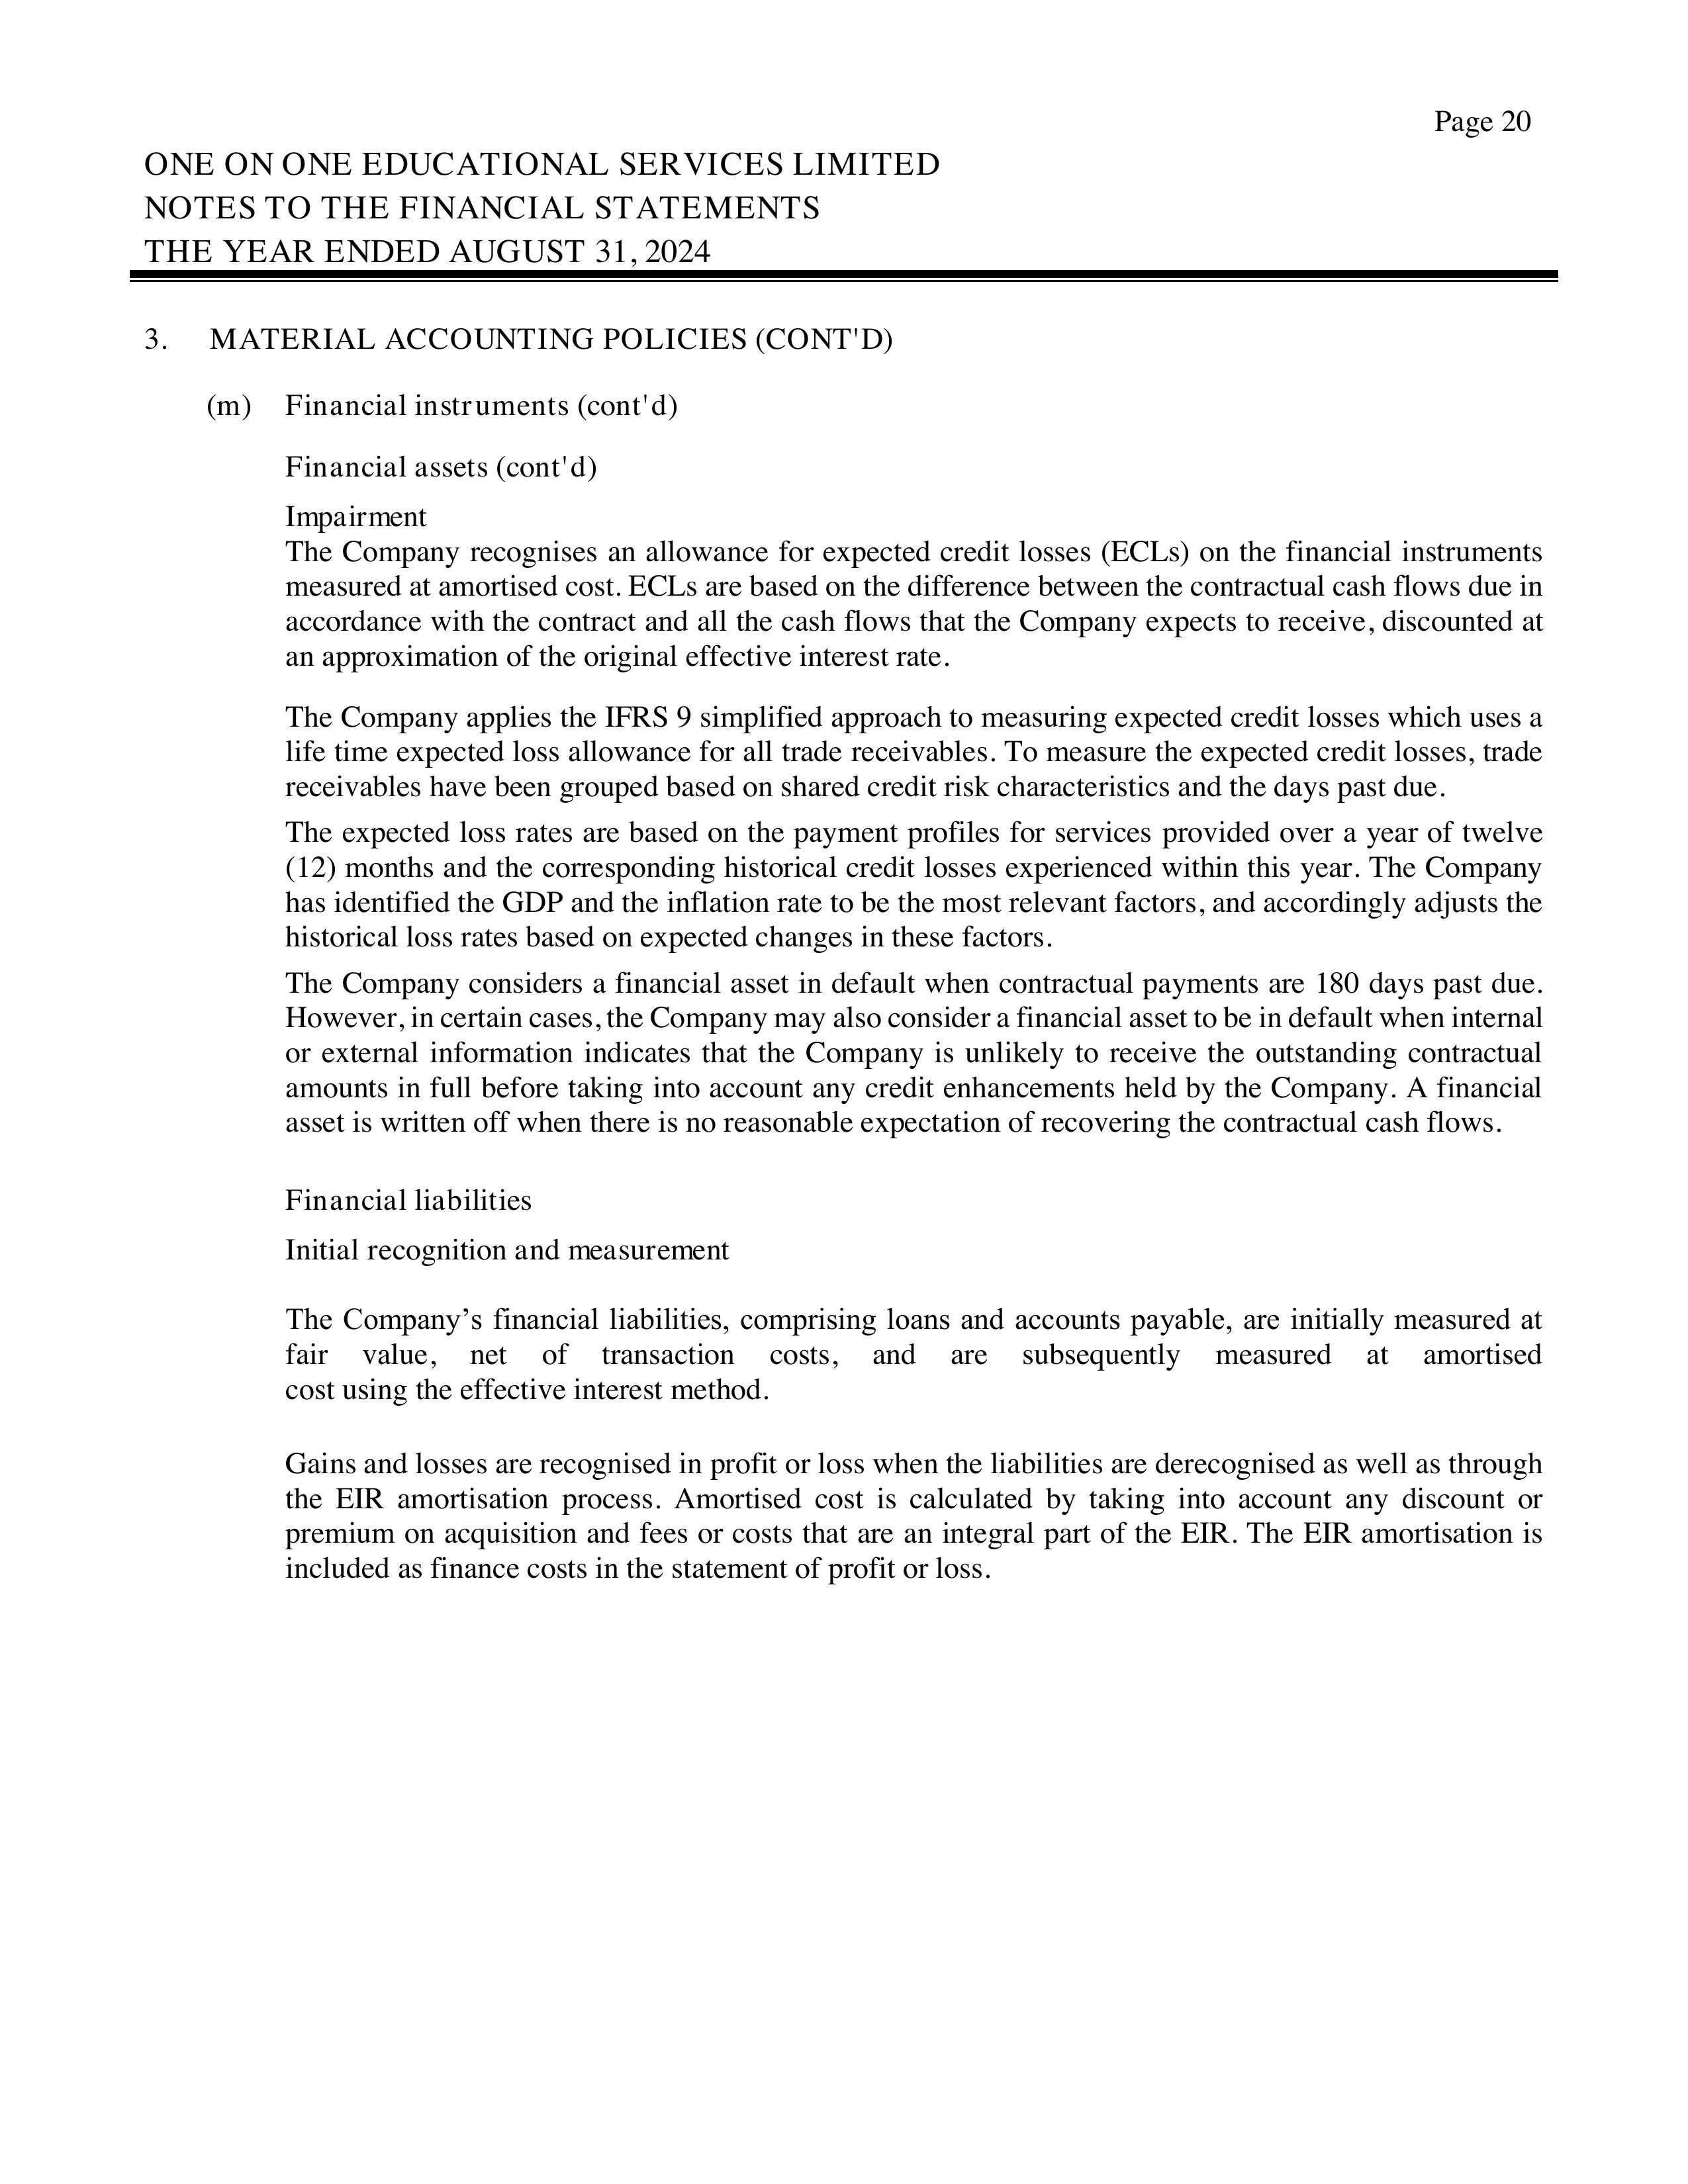 Page 20
ONE ON ONE EDUCATIONAL SERVICES LIMITED
NOTES TO THE FINANCIAL STATEMENTS
THE YEAR ENDED AUGUST 31, 2024
3. MATERIAL ACCOUNTING POLICIES (CONT'D)
(m) Financial instruments (cont'd)
Financial assets (cont'd)
Impairment
The Company recognises an allowance for expected credit losses (ECLs) on the financial instruments
measured at amortised cost. ECLs are based on the difference between the contractual cash flows due in
accordance with the contract and all the cash flows that the Company expects to receive, discounted at
an approximation of the original effective interest rate.
The Company applies the IFRS 9 simplified approach to measuring expected credit losses which uses a
life time expected loss allowance for all trade receivables. To measure the expected credit losses, trade
receivables have been grouped based on shared credit risk characteristics and the days past due.
The expected loss rates are based on the payment profiles for services provided over a year of twelve
(12) months and the corresponding historical credit losses experienced within this year. The Company
has identified the GDP and the inflation rate to be the most relevant factors, and accordingly adjusts the
historical loss rates based on expected changes in these factors.
The Company considers a financial asset in default when contractual payments are 180 days past due.
However, in certain cases, the Company may also consider a financial asset to be in default when internal
or external information indicates that the Company is unlikely to receive the outstanding contractual
amounts in full before taking into account any credit enhancements held by the Company. A financial
asset is written off when there is no reasonable expectation of recovering the contractual cash flows.
Financial liabilities
Initial recognition and measurement
The Company’s financial liabilities, comprising loans and accounts payable, are initially measured at
fair value, net of transaction costs, and are subsequently measured at amortised
cost using the effective interest method.
Gains and losses are recognised in profit or loss when the liabilities are derecognised as well as through
the EIR amortisation process. Amortised cost is calculated by taking into account any discount or
premium on acquisition and fees or costs that are an integral part of the EIR. The EIR amortisation is
included as finance costs in the statement of profit or loss.